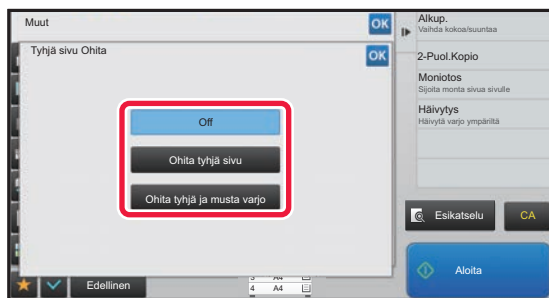 Muut
OK
Tyhjä sivu Ohita
OK
Off
Ohita tyhjä sivu
Ohita tyhjä ja musta varjo
Alkup.
Vaihda kokoa/suuntaa
2-Puol.Kopio
Moniotos
Sijoita monta sivua sivulle
Häivytys
Häivytä varjo ympäriltä
Esikatselu
CA
Edellinen
3 A4
4 A4
Aloita